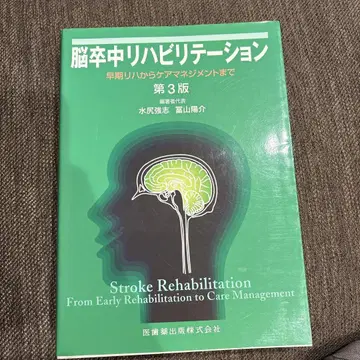 脳卒中リハビリテーション
早期リハからケアマネジメントまで
第3版
編著者代表
水尻強志 冨山陽介
Stroke Rehabilitation
From Early Rehabilitation to Care Management
医歯薬出版株式会社